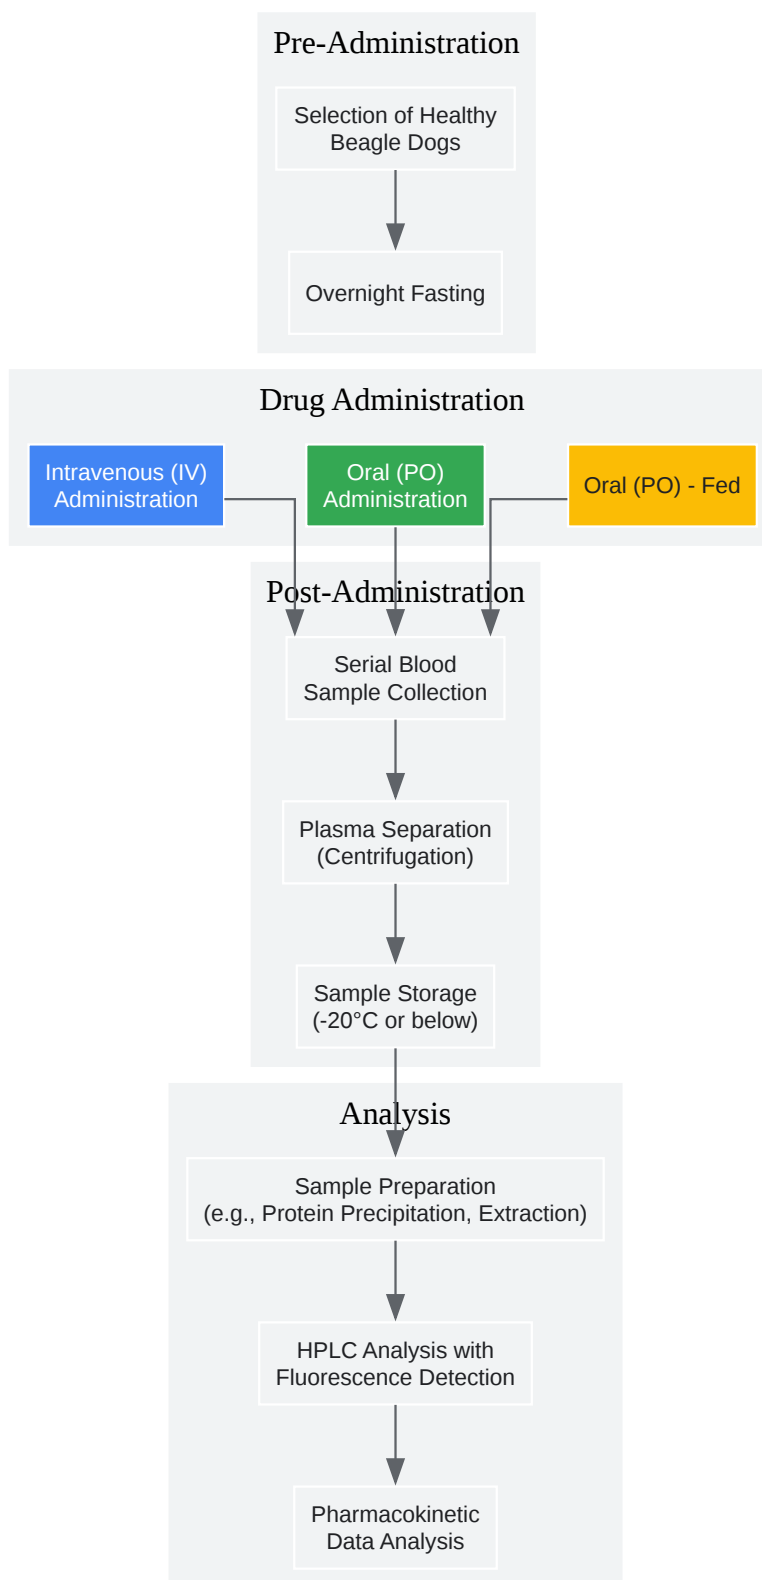 Pre-Administration
Selection of Healthy
Beagle Dogs
Overnight Fasting
Drug Administration
Intravenous (IV)
Administration
Oral (PO)
Administration
Oral (PO) - Fed
Post-Administration
Serial Blood
Sample Collection
Plasma Separation
(Centrifugation)
Sample Storage
(-20°C or below)
Analysis
Sample Preparation
(e.g., Protein Precipitation, Extraction)
HPLC Analysis with
Fluorescence Detection
Pharmacokinetic
Data Analysis